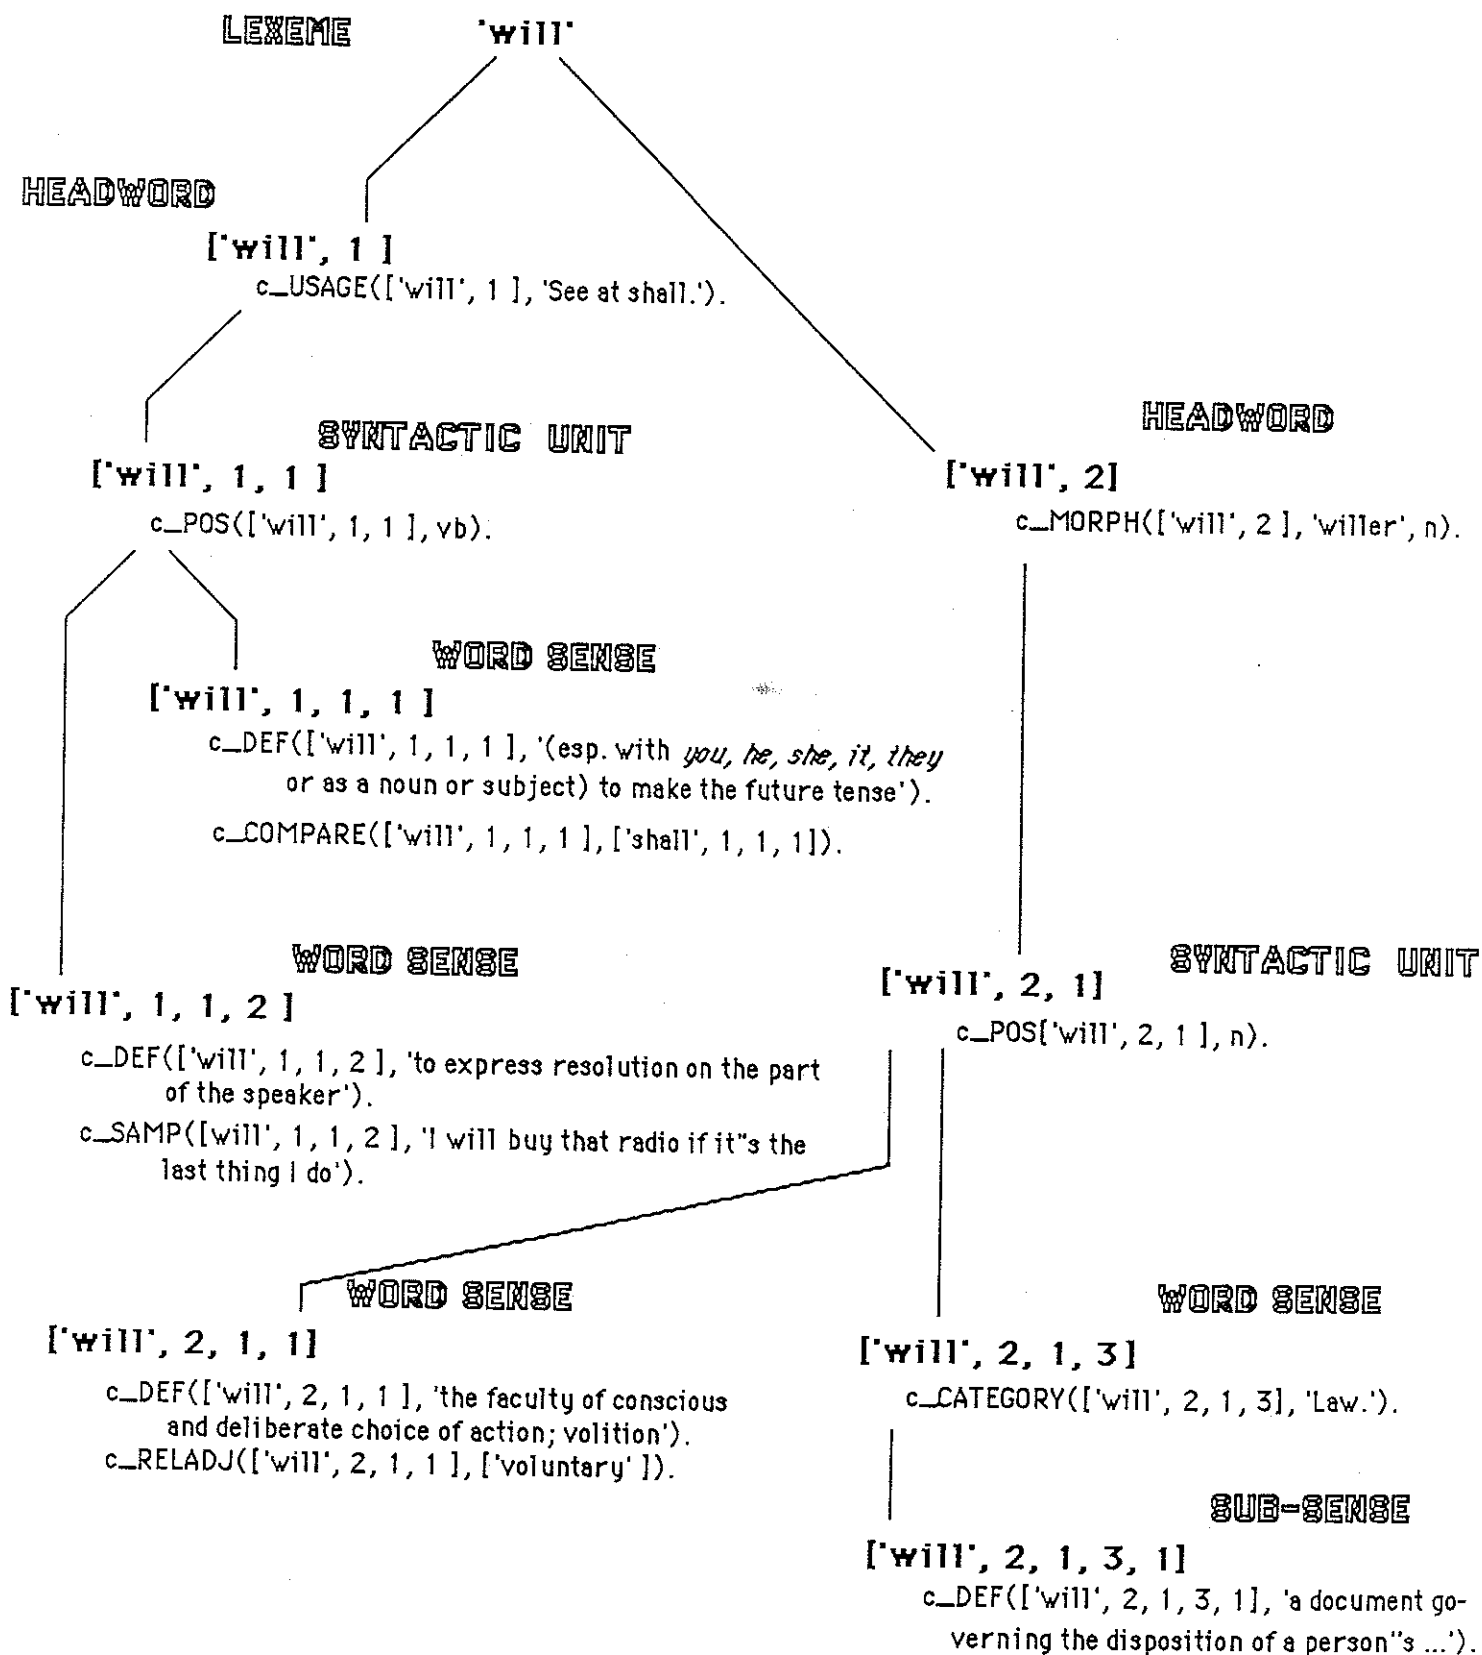 LEXEME 'will'
HEADWORD
['will', 1 ]
c_USAGE(['will', 1 ], 'See at shall.').
SYNTACTIC UNIT
['will', 1, 1 ]
c_POS(['will', 1, 1 ], vb).
HEADWORD
['will', 2]
c_MORPH(['will', 2 ], 'willer', n).
WORD SENSE
['will', 1, 1, 1 ]
c_DEF(['will', 1, 1, 1 ], '(esp. with you, he, she, it, they
or as a noun or subject) to make the future tense').
c_COMPARE(['will', 1, 1, 1 ], ['shall', 1, 1, 1]).
WORD SENSE
['will', 1, 1, 2 ]
c_DEF(['will', 1, 1, 2 ], 'to express resolution on the part
of the speaker').
c_SAMP([will', 1, 1, 2 ], 'I will buy that radio if it''s the
last thing I do').
SYNTACTIC UNIT
['will', 2, 1]
c_POS['will', 2, 1 ], n).
WORD SENSE
['will', 2, 1, 1]
c_DEF(['will', 2, 1, 1 ], 'the faculty of conscious
and deliberate choice of action; volition').
c_RELADJ(['will', 2, 1, 1 ], ['voluntary' ]).
WORD SENSE
['will', 2, 1, 3]
c_CATEGORY(['will', 2, 1, 3], 'Law.').
SUB-SENSE
['will', 2, 1, 3, 1]
c_DEF(['will', 2, 1, 3, 1], 'a document go-
verning the disposition of a person''s ...').